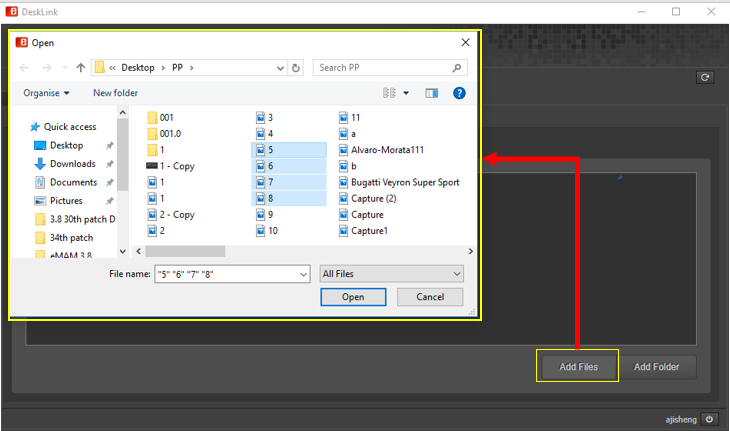 DeskLink
Open
« Desktop > PP >
Search PP
Organise
New folder
Quick access
Desktop
Downloads
Documents
Pictures
3.8 30th patch D
34th patch
eMAM 3.8
001
001.0
1
1 - Copy
1
1
2 - Copy
2
3
4
5
6
7
8
9
10
11
a
Alvaro-Morata111
b
Bugatti Veyron Super Sport
Capture (2)
Capture
Capture1
File name: "5" "6" "7" "8"
All Files
Open
Cancel
Add Files
Add Folder
ajisheng